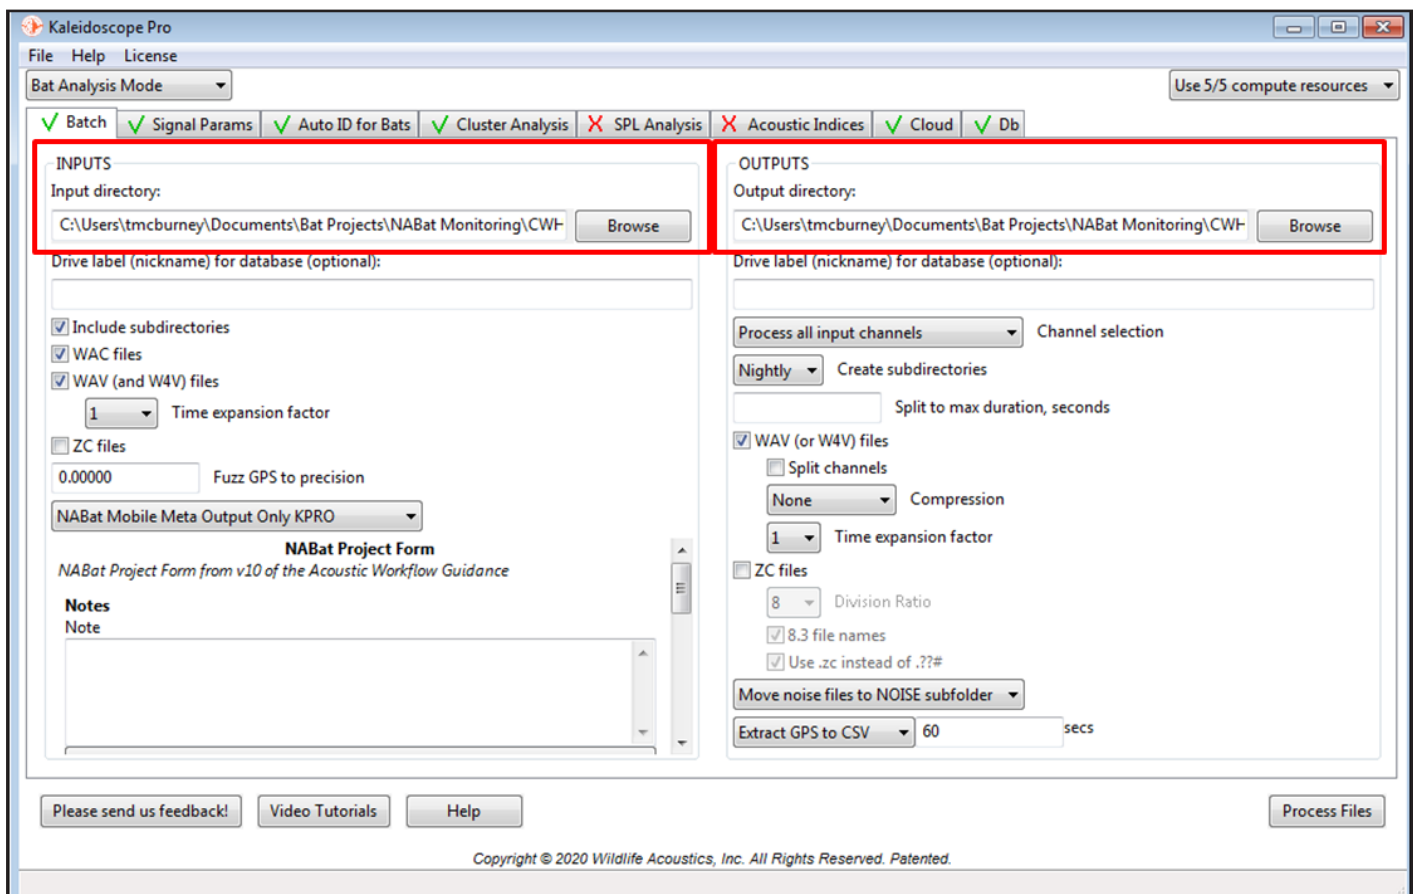 Kaleidoscope Pro
File Help License
Bat Analysis Mode
Use 5/5 compute resources
Batch
Signal Params
Auto ID for Bats
Cluster Analysis
SPL Analysis
Acoustic Indices
Cloud
Db
INPUTS
Input directory:
C:\Users\tmcburney\Documents\Bat Projects\NABat Monitoring\CWH
Browse
Drive label (nickname) for database (optional):
Include subdirectories
WAC files
WAV (and W4V) files
1 Time expansion factor
ZC files
0.00000 Fuzz GPS to precision
NABat Mobile Meta Output Only KPRO
NABat Project Form
NABat Project Form from v10 of the Acoustic Workflow Guidance
Notes
Note
OUTPUTS
Output directory:
C:\Users\tmcburney\Documents\Bat Projects\NABat Monitoring\CWH
Browse
Drive label (nickname) for database (optional):
Process all input channels Channel selection
Nightly Create subdirectories
Split to max duration, seconds
WAV (or W4V) files
Split channels
None Compression
1 Time expansion factor
ZC files
8 Division Ratio
8.3 file names
Use .zc instead of .??#
Move noise files to NOISE subfolder
Extract GPS to CSV 60 secs
Please send us feedback!
Video Tutorials
Help
Process Files
Copyright © 2020 Wildlife Acoustics, Inc. All Rights Reserved. Patented.